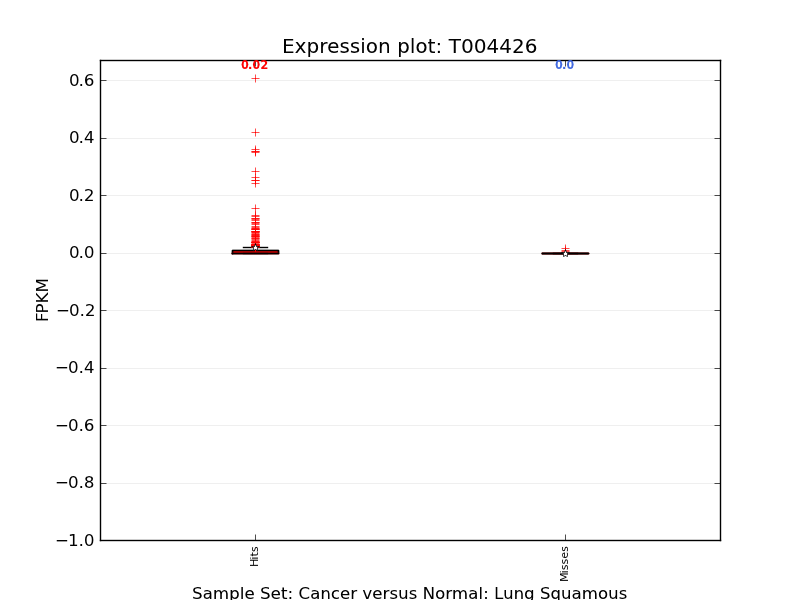 Expression plot: T004426
0.02
0.0
0.6
0.4
0.2
0.0
−0.2
−0.4
−0.6
−0.8
−1.0
FPKM
Hits
Misses
Sample Set: Cancer versus Normal: Lung Squamous